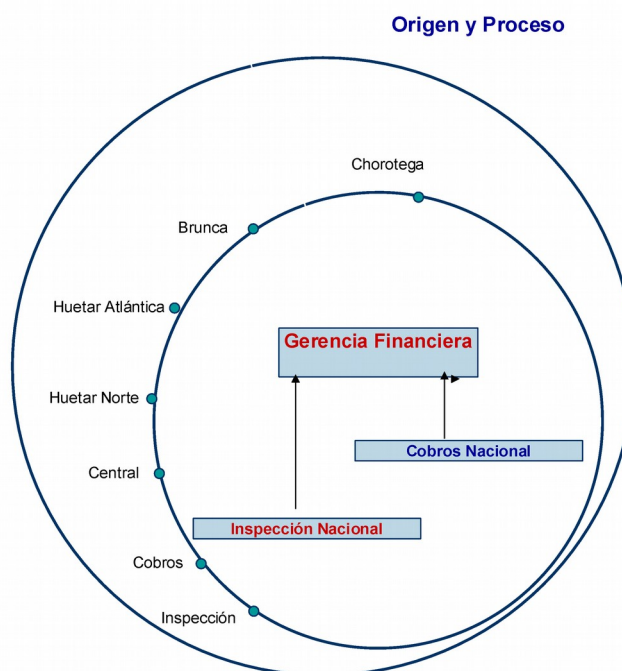 Origen y Proceso
Chorotega
Brunca
Huetar Atlántica
Gerencia Financiera
Huetar Norte
Cobros Nacional
Central
Inspección Nacional
Cobros
Inspección